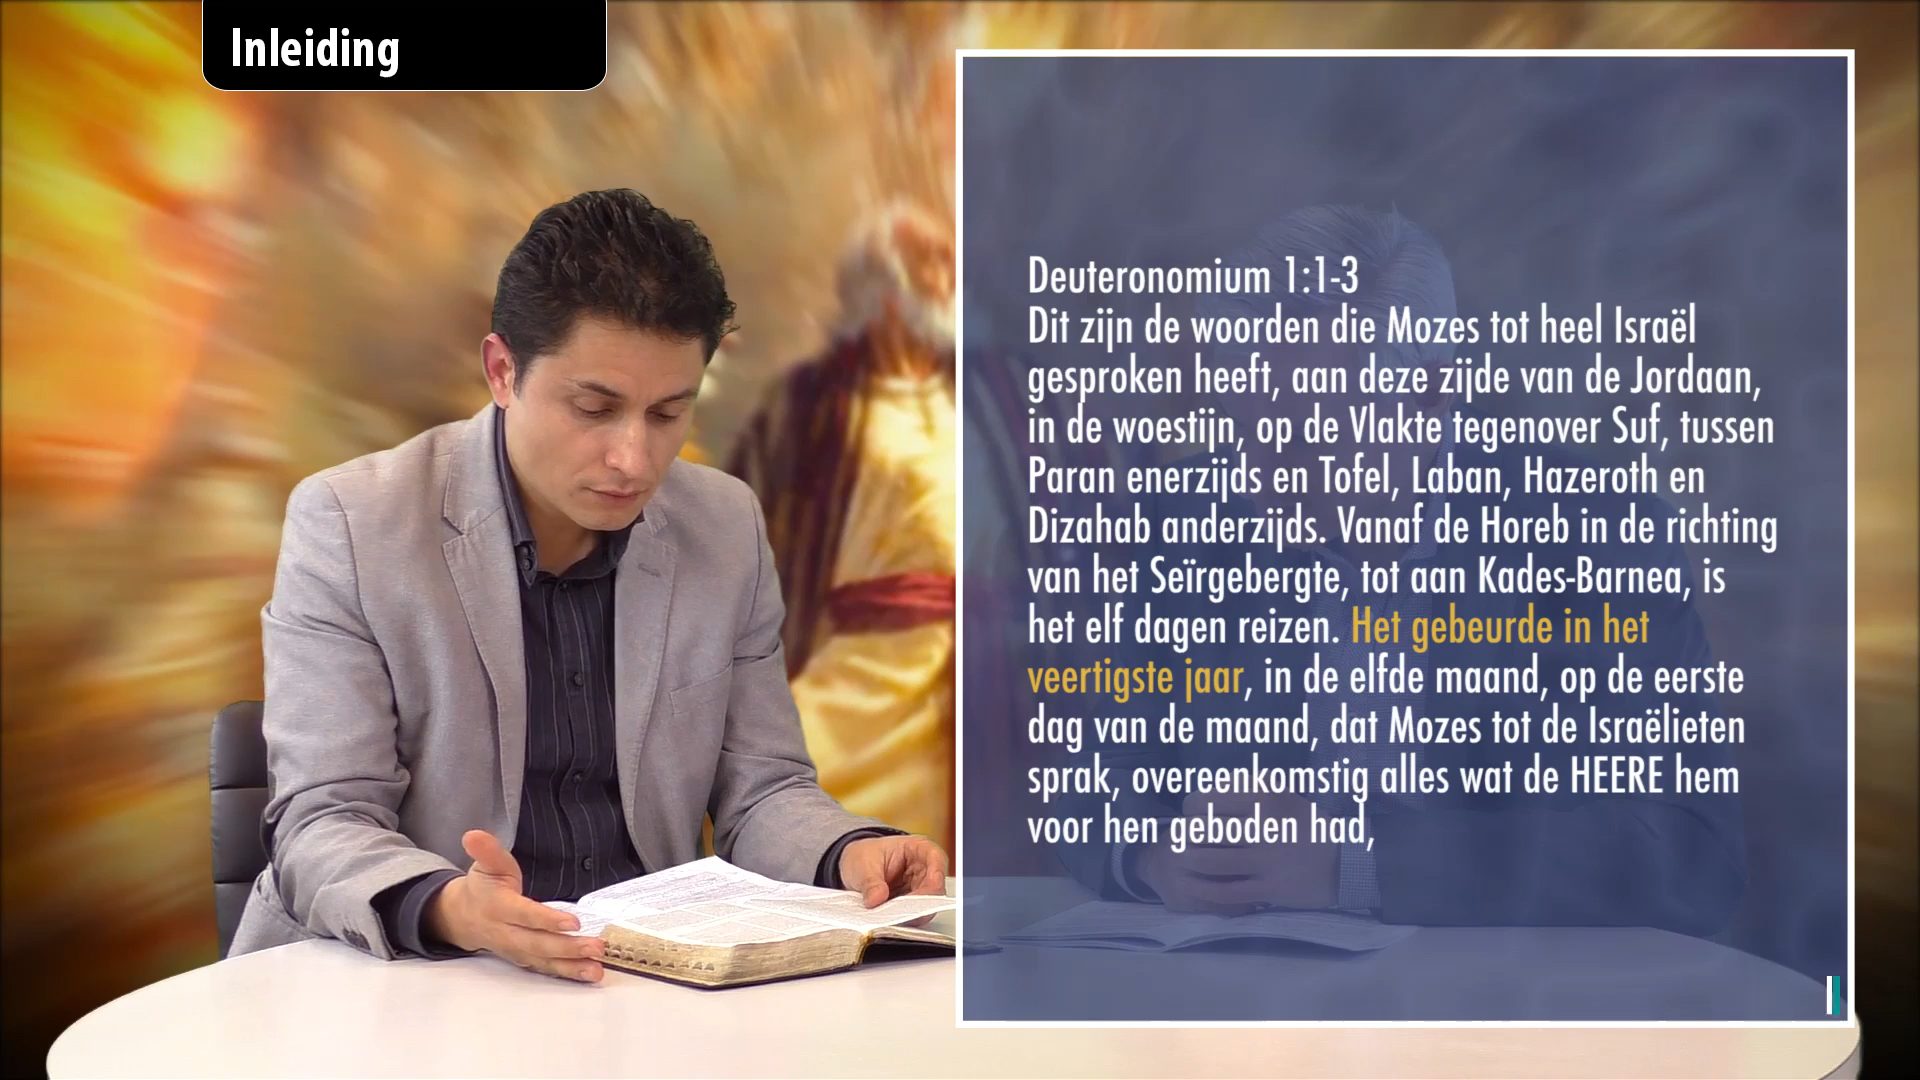 Inleiding
Deuteronomium 1:1-3
Dit zijn de woorden die Mozes tot heel Israël
gesproken heeft, aan deze zijde van de Jordaan,
in de woestijn, op de Vlakte tegenover Suf, tussen
Paran enerzijds en Tofel, Laban, Hazeroth en
Dizahab anderzijds. Vanaf de Horeb in de richting
van het Seïrgebergte, tot aan Kades-Barnea, is
het elf dagen reizen. Het gebeurde in het
veertigste jaar, in de elfde maand, op de eerste
dag van de maand, dat Mozes tot de Israëlieten
sprak, overeenkomstig alles wat de HEERE hem
voor hen geboden had,